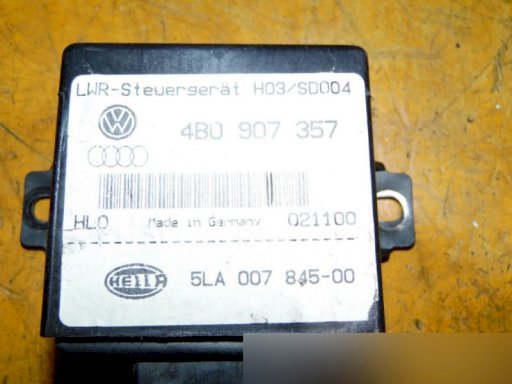 LWR-Steuergerät H03/SD004
4B0 907 357
HLO Made in Germany 021100
HELLA 5LA 007 845-00